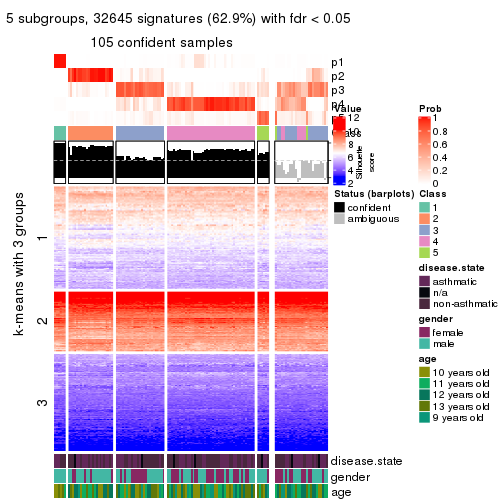 5 subgroups, 32645 signatures (62.9%) with fdr < 0.05
105 confident samples
p1
p2
p3
p4
p5
Value
12
10
8
6
4
2
Silhouette
score
Prob
1
0.8
0.6
0.4
0.2
0
Status (barplots)
confident
ambiguous
Class
1
2
3
4
5
disease.state
asthmatic
n/a
non-asthmatic
gender
female
male
age
10 years old
11 years old
12 years old
13 years old
9 years old
k-means with 3 groups
1
2
3
disease.state
gender
age